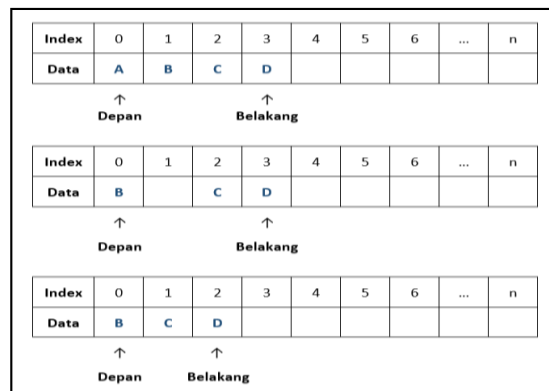 Index 0 1 2 3 4 5 6 ... n
Data A B C D
↑ ↑
Depan Belakang
Index 0 1 2 3 4 5 6 ... n
Data B C D
↑ ↑
Depan Belakang
Index 0 1 2 3 4 5 6 ... n
Data B C D
↑ ↑
Depan Belakang